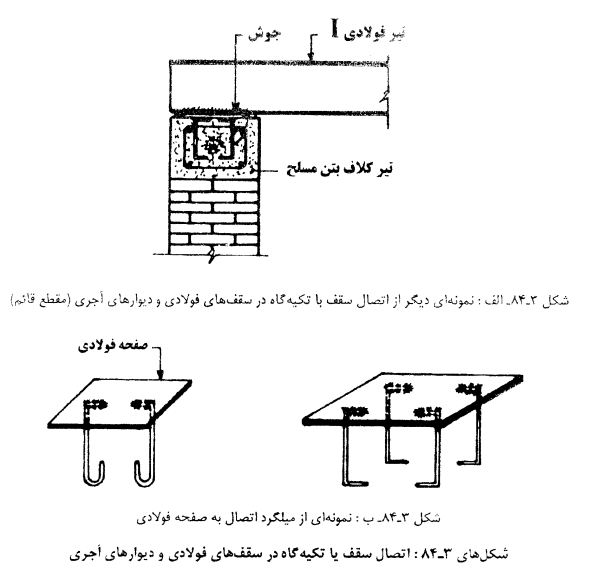 تیر فولادی I
جوش
تیر کلاف بتن مسلح
شکل ۳ـ۸۴ـ الف : نمونه‌ای دیگر از اتصال سقف با تکیه‌گاه در سقف‌های فولادی و دیوارهای آجری (مقطع قائم)
صفحه فولادی
شکل ۳ـ۸۴ـ ب : نمونه‌ای از میلگرد اتصال به صفحه فولادی
شکل‌های ۳ـ۸۴ : اتصال سقف یا تکیه‌گاه در سقف‌های فولادی و دیوارهای آجری